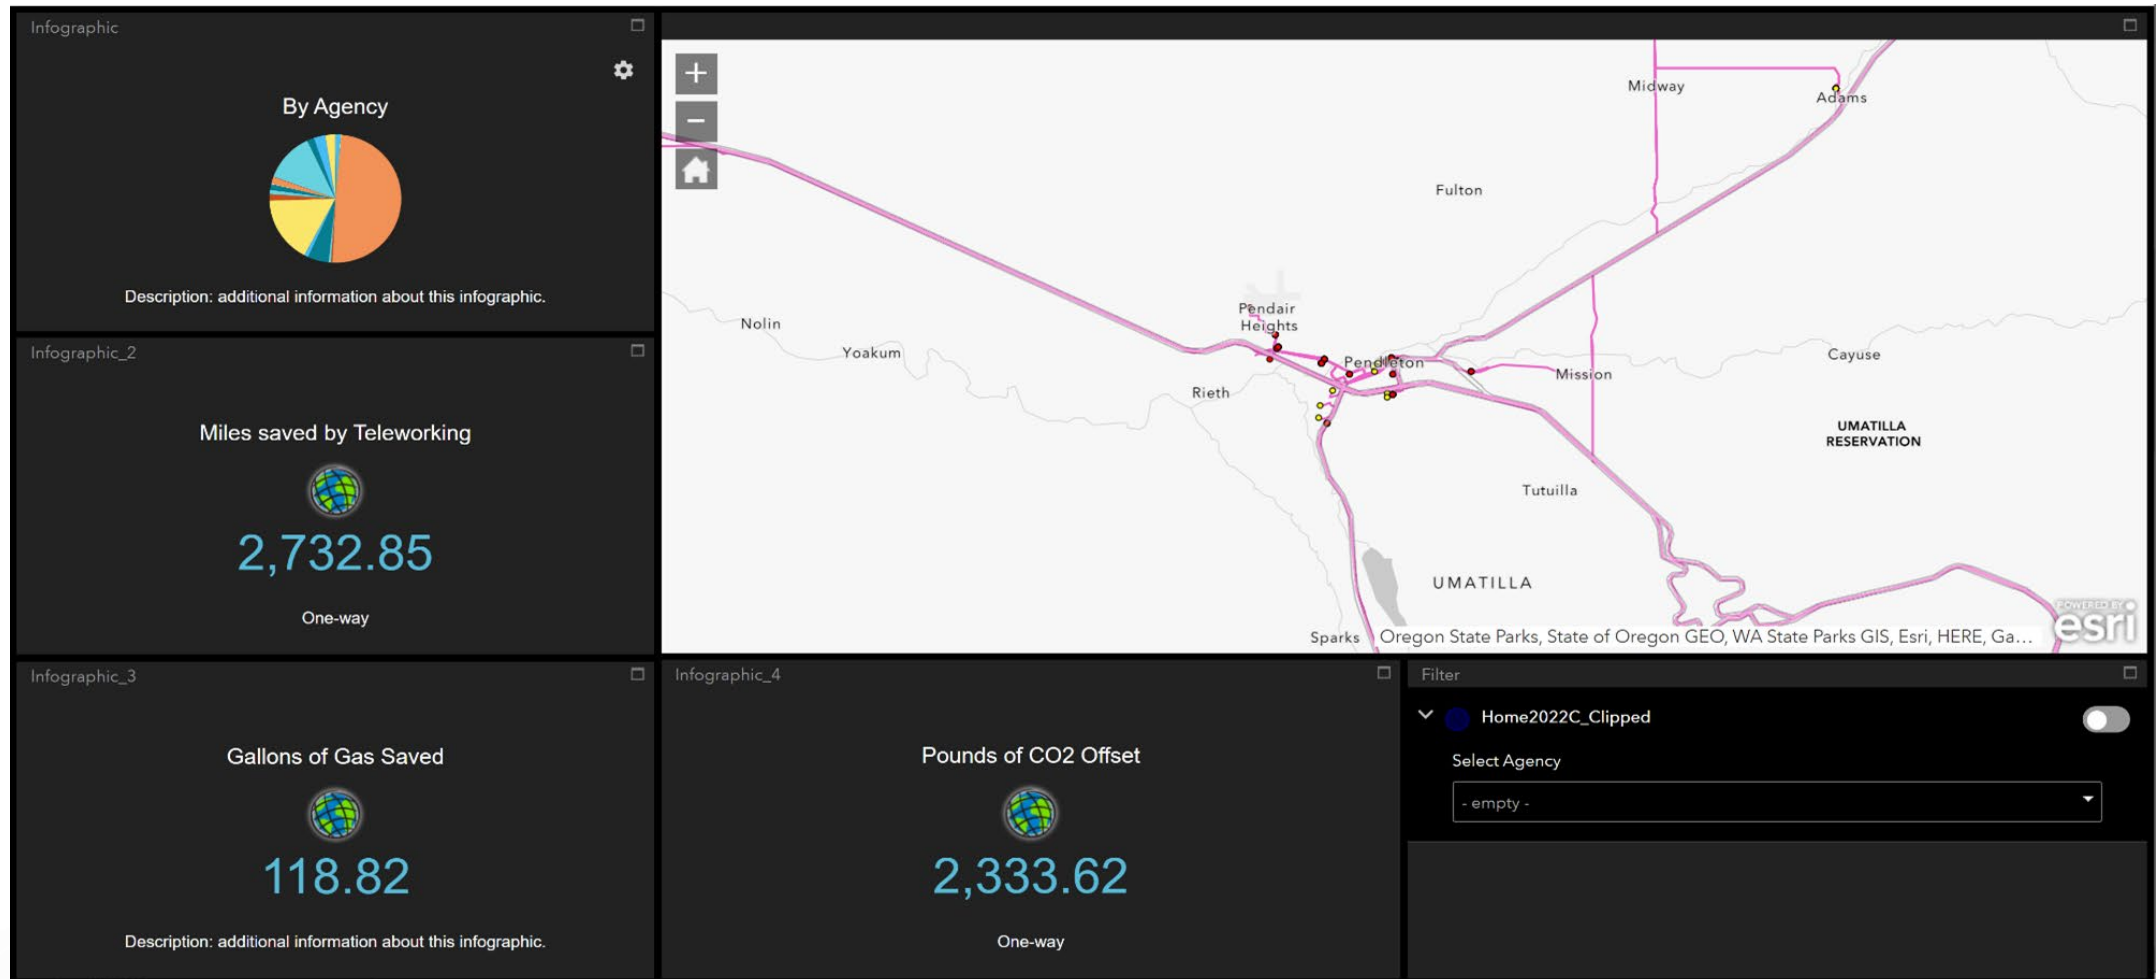 Infographic
By Agency
Description: additional information about this infographic.
Infographic_2
Miles saved by Teleworking
2,732.85
One-way
Infographic_3
Gallons of Gas Saved
118.82
Description: additional information about this infographic.
+
−
Midway
Adams
Fulton
Pendair
Heights
Nolin
Yoakum
Pendleton
Cayuse
Mission
Rieth
UMATILLA
RESERVATION
Tutuilla
UMATILLA
Sparks
Oregon State Parks, State of Oregon GEO, WA State Parks GIS, Esri, HERE, Ga...
POWERED BY
esri
Infographic_4
Pounds of CO2 Offset
2,333.62
One-way
Filter
Home2022C_Clipped
Select Agency
- empty -